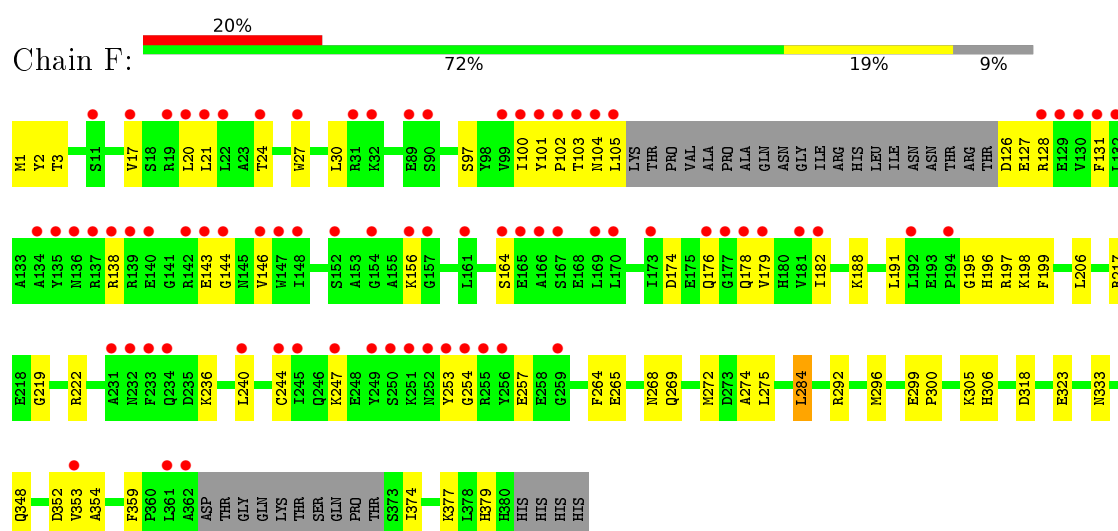 20%
Chain F:
72% 19% 9%
M1 Y2 T3 S11 V17 S18 R19 L20 L21 L22 A23 T24 W27 L30 R31 K32 E89 S90 S97 Y98 V99 I100 Y101 P102 T103 N104 L105 LYS THR PRO VAL ALA PRO ALA GLN ASN GLY ILE ARG HIS LEU ILE ASN ASN THR ARG THR D126 E127 R128 E129 V130 F131 L132
A133 A134 Y135 N136 R137 R138 R139 E140 G141 R142 E143 G144 N145 V146 W147 I148 S152 A153 G154 A155 K156 G157 L161 S164 E165 A166 S167 E168 L169 L170 I173 D174 E175 Q176 G177 Q178 V179 H180 V181 I182 K188 L191 L192 E193 P194 G195 H196 R197 K198 F199 L206 R217
E218 G219 R222 A231 N232 F233 Q234 D235 K236 L240 C244 I245 Q246 K247 E248 Y249 S250 K251 N252 Y253 G254 R255 Y256 E257 E258 G259 F264 E265 N268 Q269 M272 D273 A274 L275 L284 R292 M296 E299 P300 K305 H306 D318 E323 N333
Q348 D352 V353 A354 F359 P360 L361 A362 ASP THR GLY GLN LYS THR SER GLN PRO THR S373 I374 K377 L378 H379 H380 HIS HIS HIS HIS